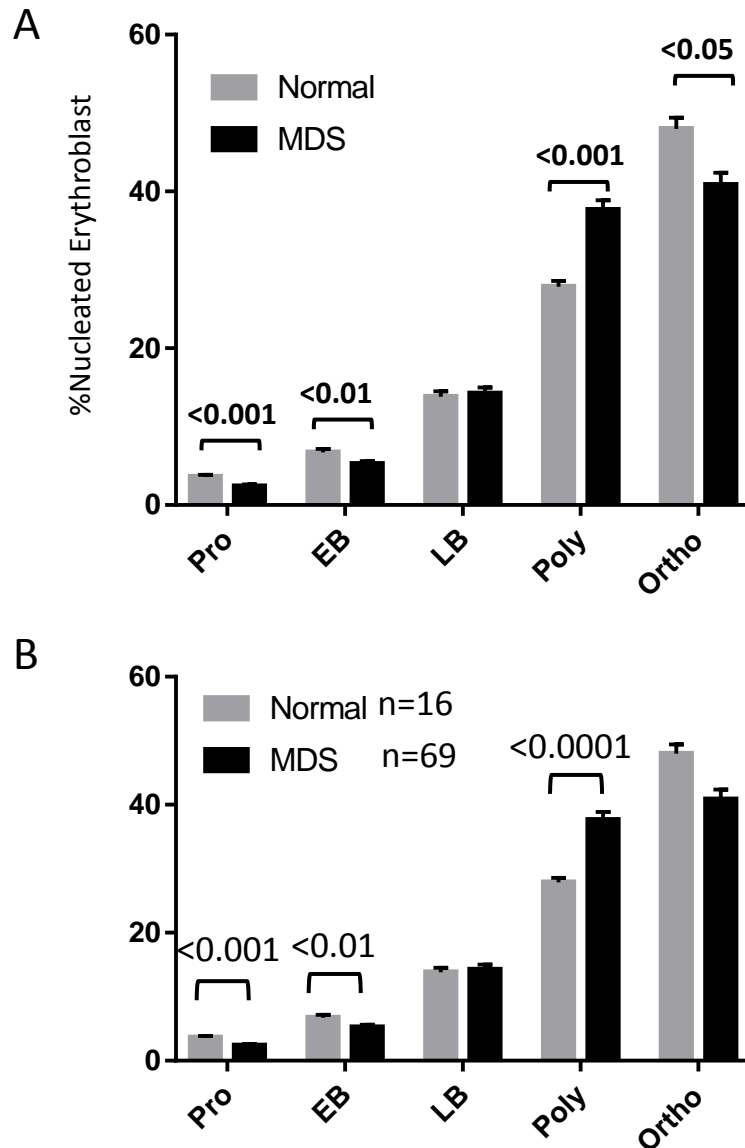 A
%Nucleated Erythroblast
60
40
20
0
Normal
MDS
<0.001
<0.01
<0.001
<0.05
Pro
EB
LB
Poly
Ortho
B
60
40
20
0
Normal n=16
MDS n=69
<0.001
<0.01
<0.0001
Pro
EB
LB
Poly
Ortho